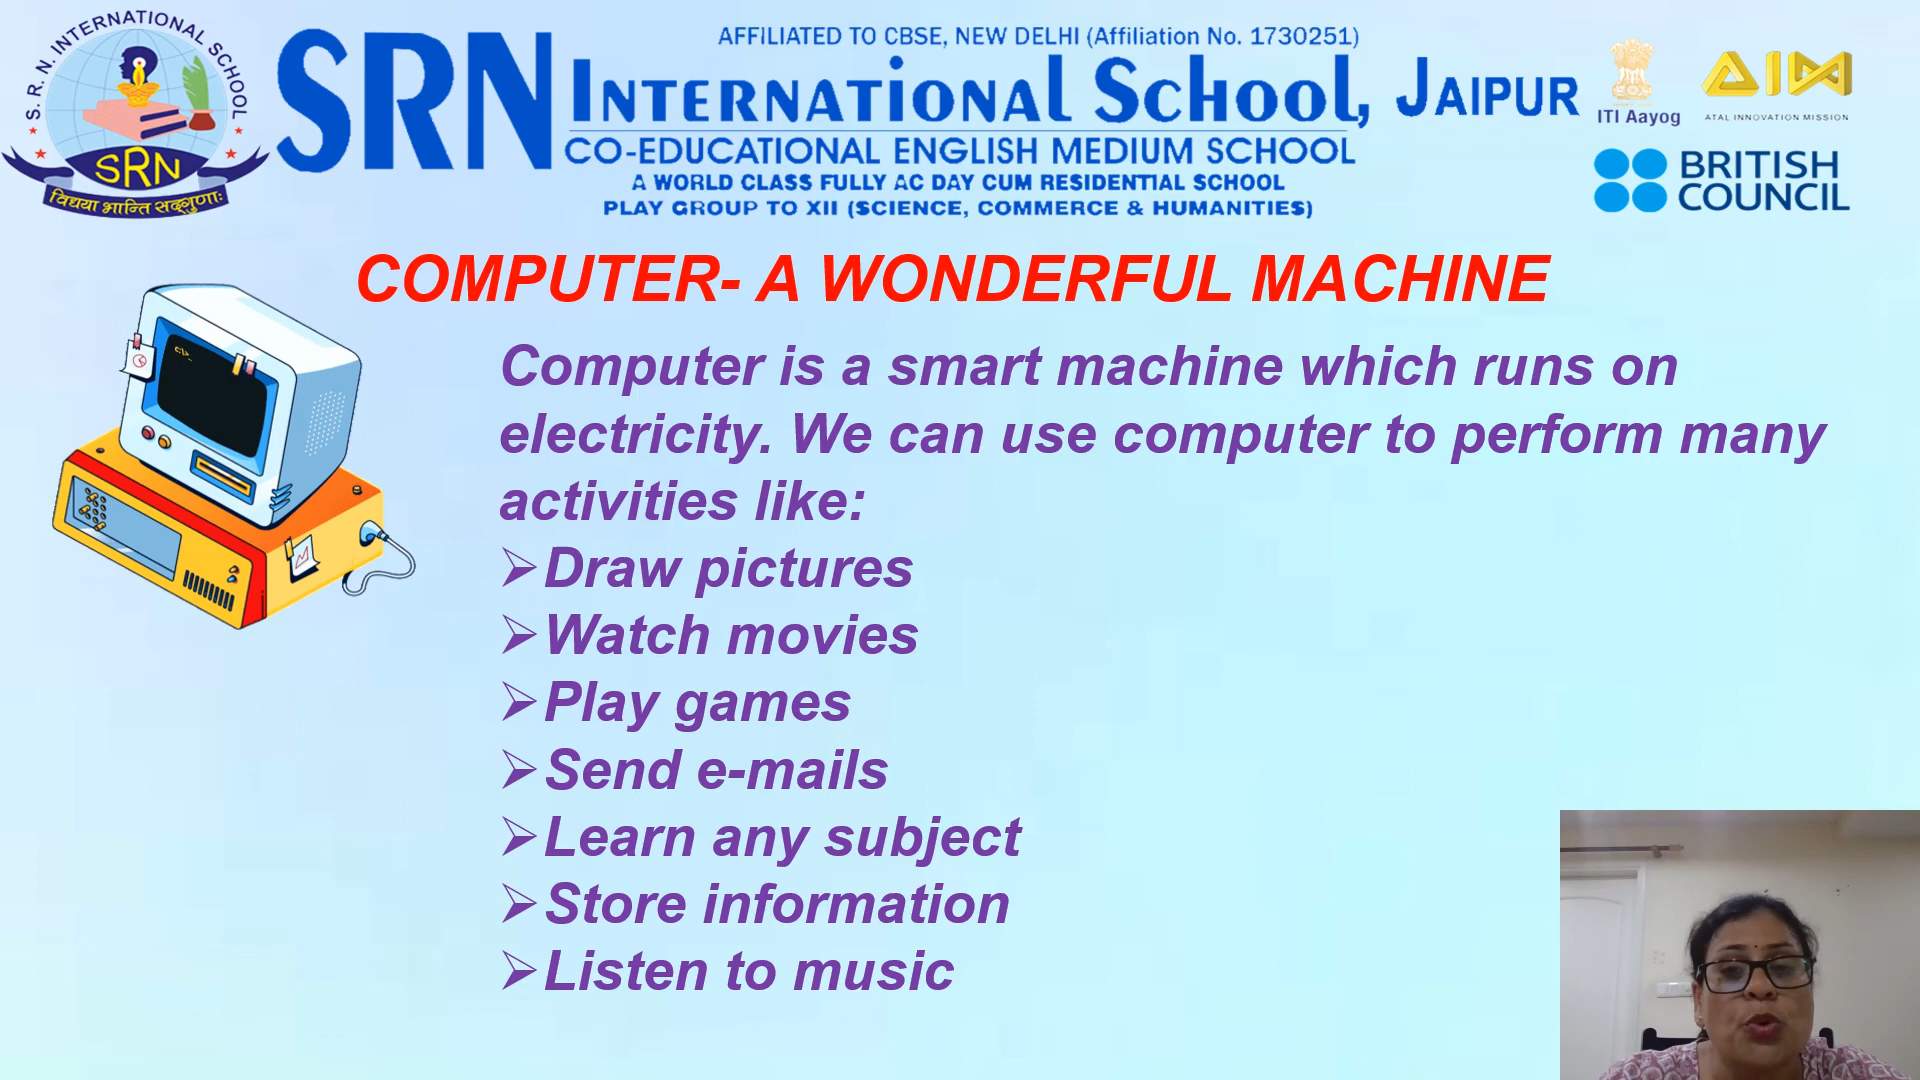 S. R. N. INTERNATIONAL SCHOOL
SRN
विद्यया भान्ति सद्गुणाः
AFFILIATED TO CBSE, NEW DELHI (Affiliation No. 1730251)
SRN INTERNATIONAL SCHOOL, JAIPUR
CO-EDUCATIONAL ENGLISH MEDIUM SCHOOL
A WORLD CLASS FULLY AC DAY CUM RESIDENTIAL SCHOOL
PLAY GROUP TO XII (SCIENCE, COMMERCE & HUMANITIES)
ITI Aayog
AIM
ATAL INNOVATION MISSION
BRITISH
COUNCIL
COMPUTER- A WONDERFUL MACHINE
Computer is a smart machine which runs on
electricity. We can use computer to perform many
activities like:
➢Draw pictures
➢Watch movies
➢Play games
➢Send e-mails
➢Learn any subject
➢Store information
➢Listen to music